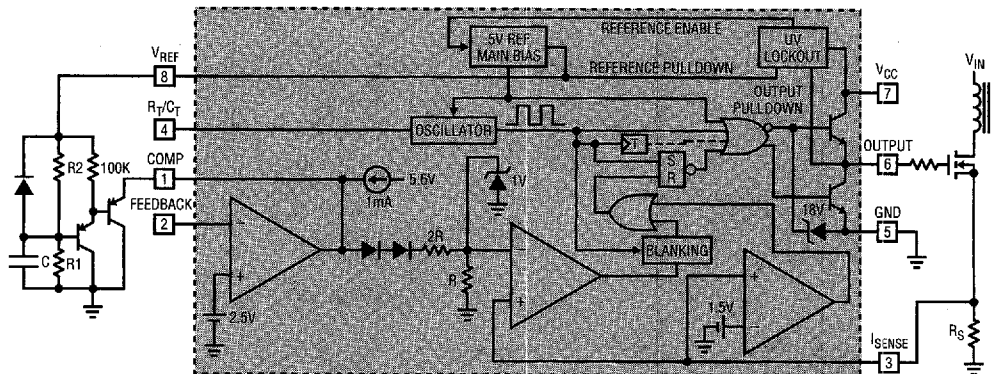 REFERENCE ENABLE
5V REF
MAIN BIAS
UV
LOCKOUT
VREF
8
REFERENCE PULLDOWN
VIN
VCC
7
RT/CT
4
OSCILLATOR
OUTPUT
PULLDOWN
T
R2
100K
COMP
1
5.6V
1mA
1V
S
R
OUTPUT
6
FEEDBACK
2
2R
18V
GND
5
C
R1
R
BLANKING
2.5V
1.5V
RS
ISENSE
3